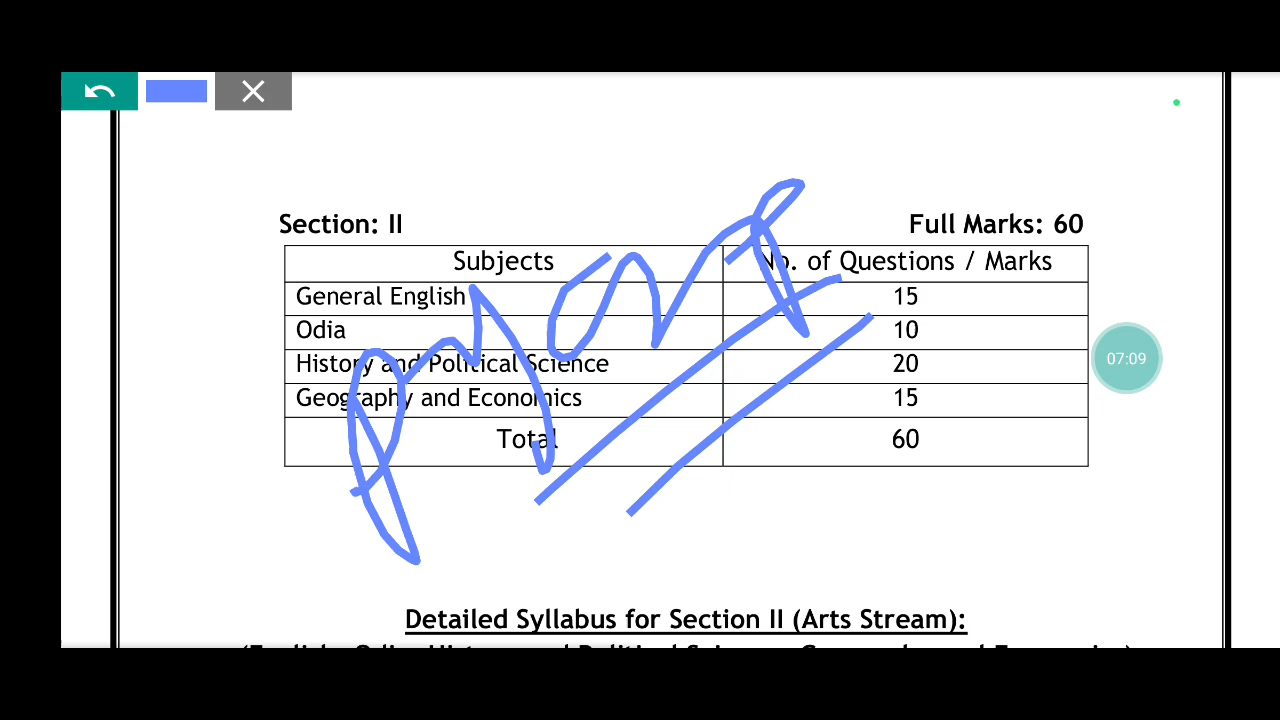 Section: II Full Marks: 60
Subjects No. of Questions / Marks
General English 15
Odia 10
History and Political Science 20
Geography and Economics 15
Total 60
07:09
Detailed Syllabus for Section II (Arts Stream):